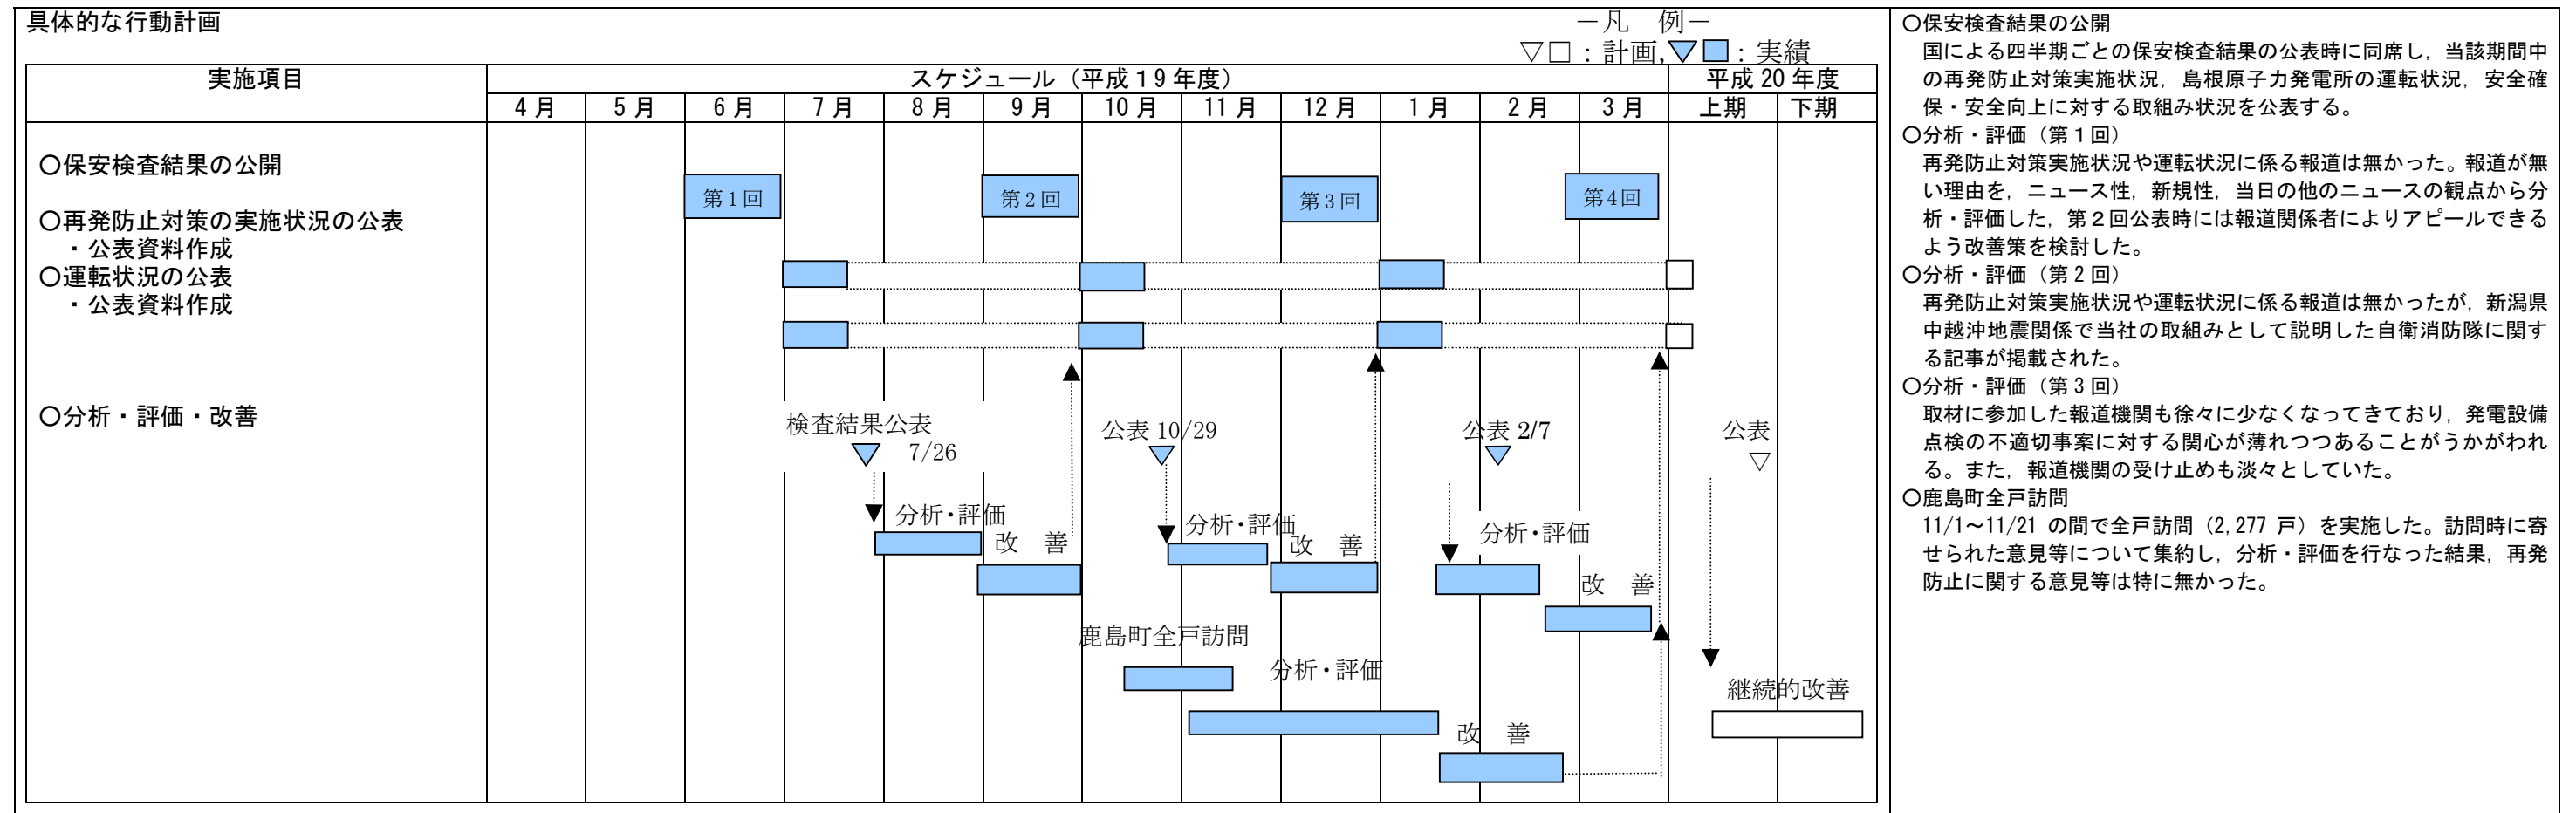 具体的な行動計画
－凡　例－
▽□：計画,▼■：実績
実施項目
スケジュール（平成１９年度）
平成 20 年度
4 月
5 月
6 月
7 月
8 月
9 月
10 月
11 月
12 月
1 月
2 月
3 月
上期
下期
○保安検査結果の公開
第１回
第２回
第３回
第４回
○再発防止対策の実施状況の公表
・公表資料作成
○運転状況の公表
・公表資料作成
○分析・評価・改善
検査結果公表
7/26
公表 10/29
公表 2/7
公表
分析・評価
改　善
分析・評価
改　善
分析・評価
改　善
鹿島町全戸訪問
分析・評価
改　善
継続的改善
○保安検査結果の公開
国による四半期ごとの保安検査結果の公表時に同席し，当該期間中
の再発防止対策実施状況，島根原子力発電所の運転状況，安全確
保・安全向上に対する取組み状況を公表する。
○分析・評価（第１回）
再発防止対策実施状況や運転状況に係る報道は無かった。報道が無
い理由を，ニュース性，新規性，当日の他のニュースの観点から分
析・評価した，第２回公表時には報道関係者によりアピールできる
よう改善策を検討した。
○分析・評価（第２回）
再発防止対策実施状況や運転状況に係る報道は無かったが，新潟県
中越沖地震関係で当社の取組みとして説明した自衛消防隊に関す
る記事が掲載された。
○分析・評価（第３回）
取材に参加した報道機関も徐々に少なくなってきており，発電設備
点検の不適切事案に対する関心が薄れつつあることがうかがわれ
る。また，報道機関の受け止めも淡々としていた。
○鹿島町全戸訪問
11/1～11/21 の間で全戸訪問（2,277 戸）を実施した。訪問時に寄
せられた意見等について集約し，分析・評価を行なった結果，再発
防止に関する意見等は特に無かった。